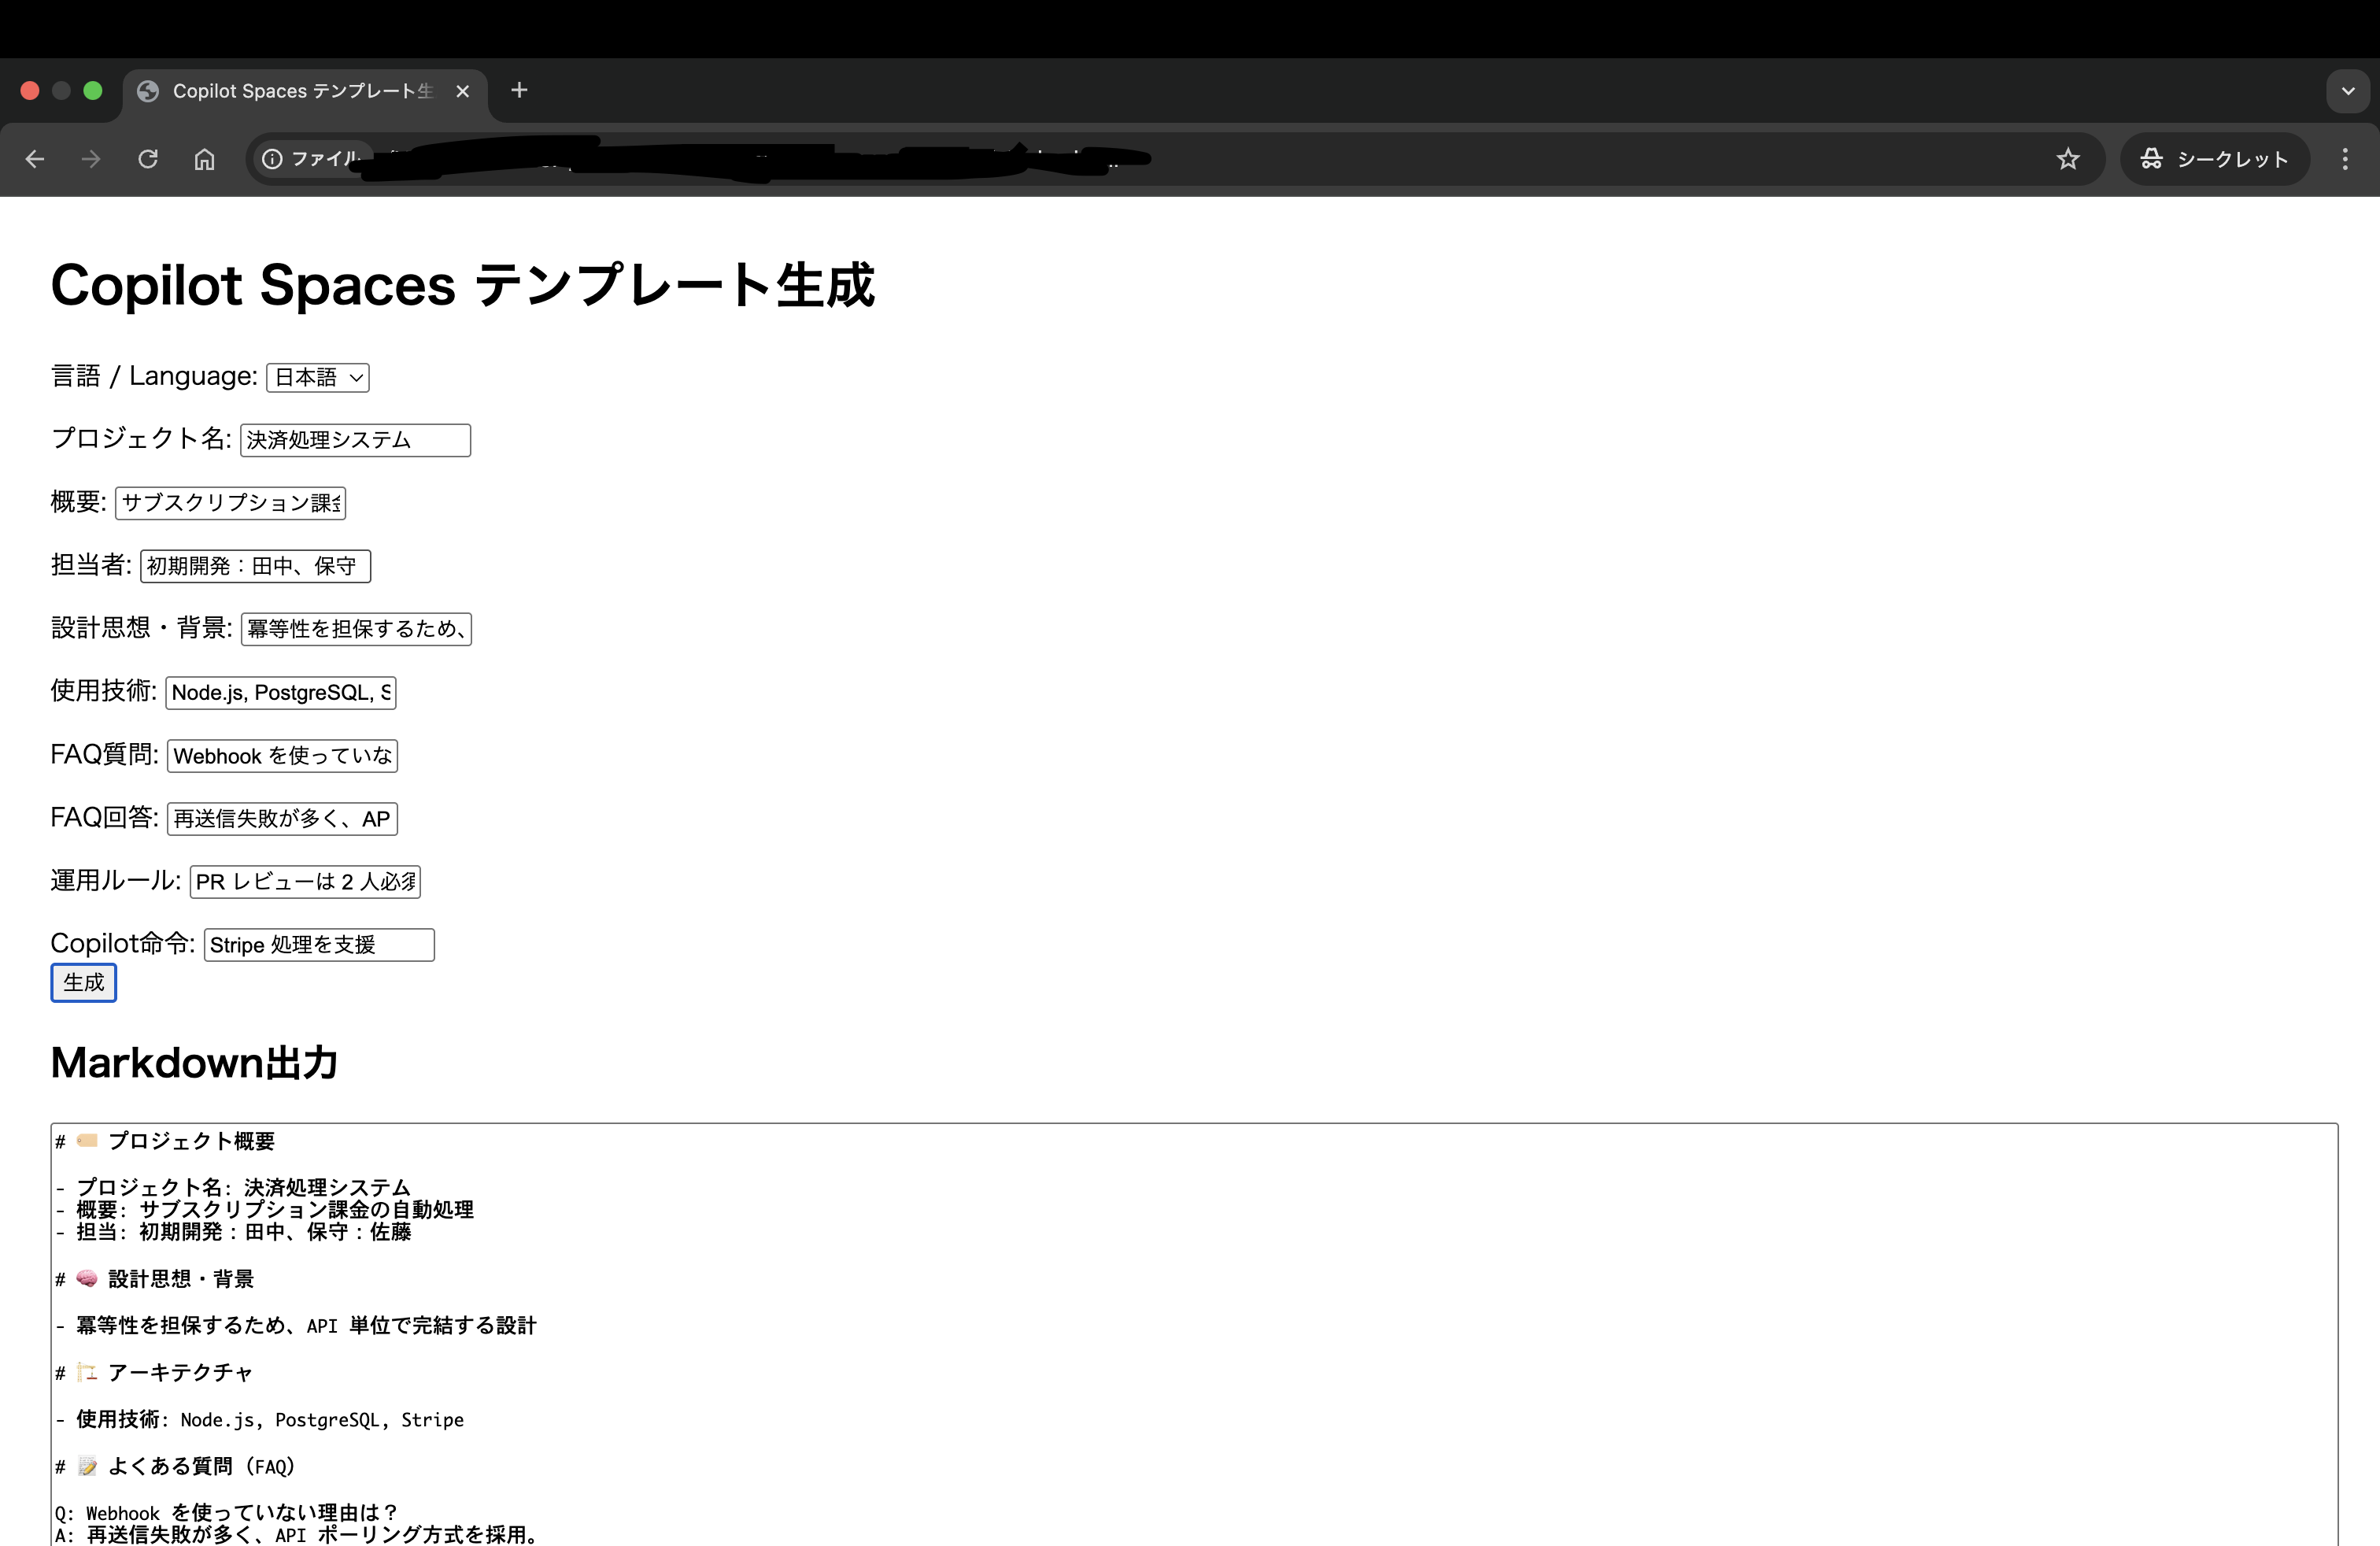 Copilot Spaces テンプレート生
ファイル
シークレット
Copilot Spaces テンプレート生成
言語 / Language: 日本語
プロジェクト名: 決済処理システム
概要: サブスクリプション課
担当者: 初期開発：田中、保守
設計思想・背景: 冪等性を担保するため、
使用技術: Node.js, PostgreSQL, S
FAQ質問: Webhook を使っていな
FAQ回答: 再送信失敗が多く、AP
運用ルール: PR レビューは 2 人必須
Copilot命令: Stripe 処理を支援
生成
Markdown出力
# 🏷️ プロジェクト概要
- プロジェクト名: 決済処理システム
- 概要: サブスクリプション課金の自動処理
- 担当: 初期開発：田中、保守：佐藤
# 🧠 設計思想・背景
- 冪等性を担保するため、API 単位で完結する設計
# 🏗️ アーキテクチャ
- 使用技術: Node.js, PostgreSQL, Stripe
# 📝 よくある質問（FAQ）
Q: Webhook を使っていない理由は？
A: 再送信失敗が多く、API ポーリング方式を採用。